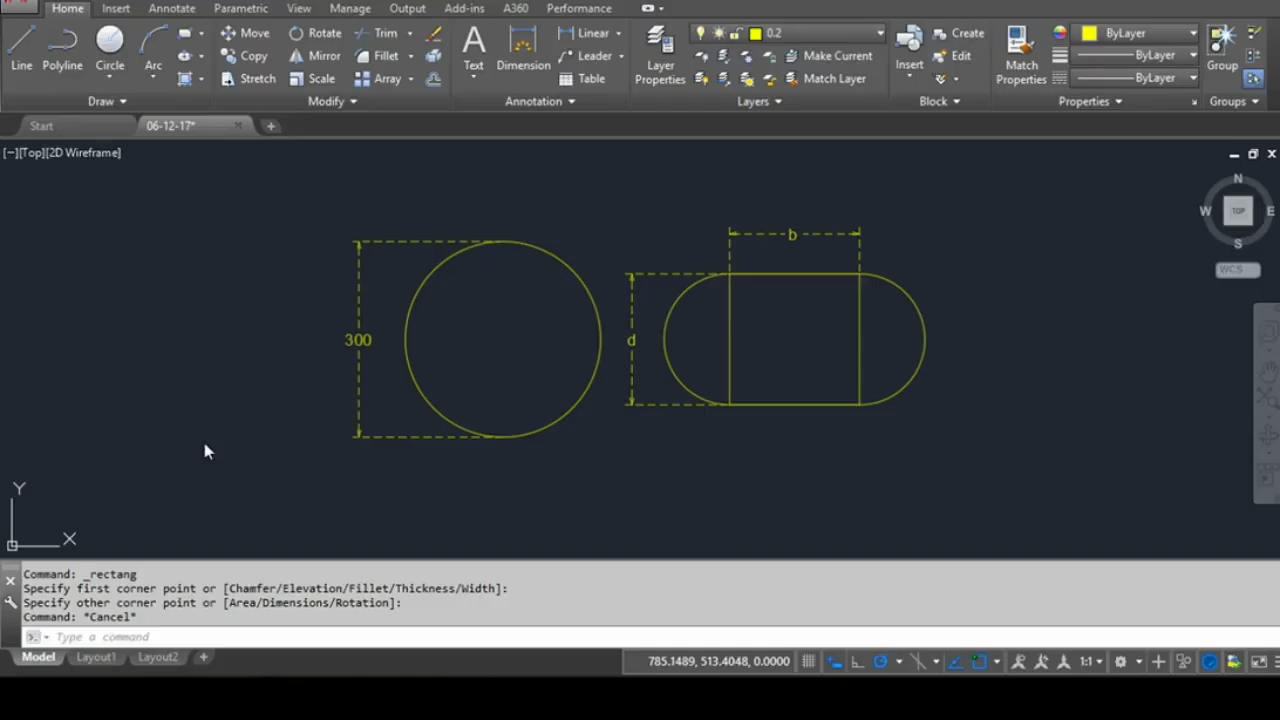 Home Insert Annotate Parametric View Manage Output Add-ins A360 Performance
Move Rotate Trim Linear 0.2 Create ByLayer
Copy Mirror Fillet Leader Make Current Edit ByLayer
Line Polyline Circle Arc Text Dimension Layer Properties Insert Match Properties Group
Stretch Scale Array Table Match Layer ByLayer
Draw Modify Annotation Layers Block Properties Groups
Start 06-12-17*
[−][Top][2D Wireframe]
N
W TOP E
S
WCS
b
300
d
Y
X
Command: _rectang
Specify first corner point or [Chamfer/Elevation/Fillet/Thickness/Width]:
Specify other corner point or [Area/Dimensions/Rotation]:
Command: *Cancel*
Type a command
Model Layout1 Layout2
785.1489, 513.4048, 0.0000 1:1